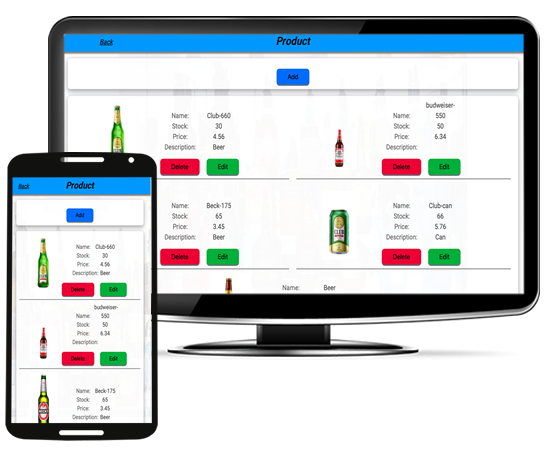 Back
Product
Add
Name: Club-660
Stock: 30
Price: 4.56
Description: Beer
Delete Edit
Name: budweiser-550
Stock: 50
Price: 6.34
Description:
Delete Edit
Name: Beck-175
Stock: 65
Price: 3.45
Description: Beer
Delete Edit
Name: Club-can
Stock: 66
Price: 5.76
Description: Can
Delete Edit
Name: Beer
Back
Product
Add
Name: Club-660
Stock: 30
Price: 4.56
Description: Beer
Delete Edit
budweiser-
Name: 550
Stock: 50
Price: 6.34
Description:
Delete Edit
Name: Beck-175
Stock: 65
Price: 3.45
Description: Beer